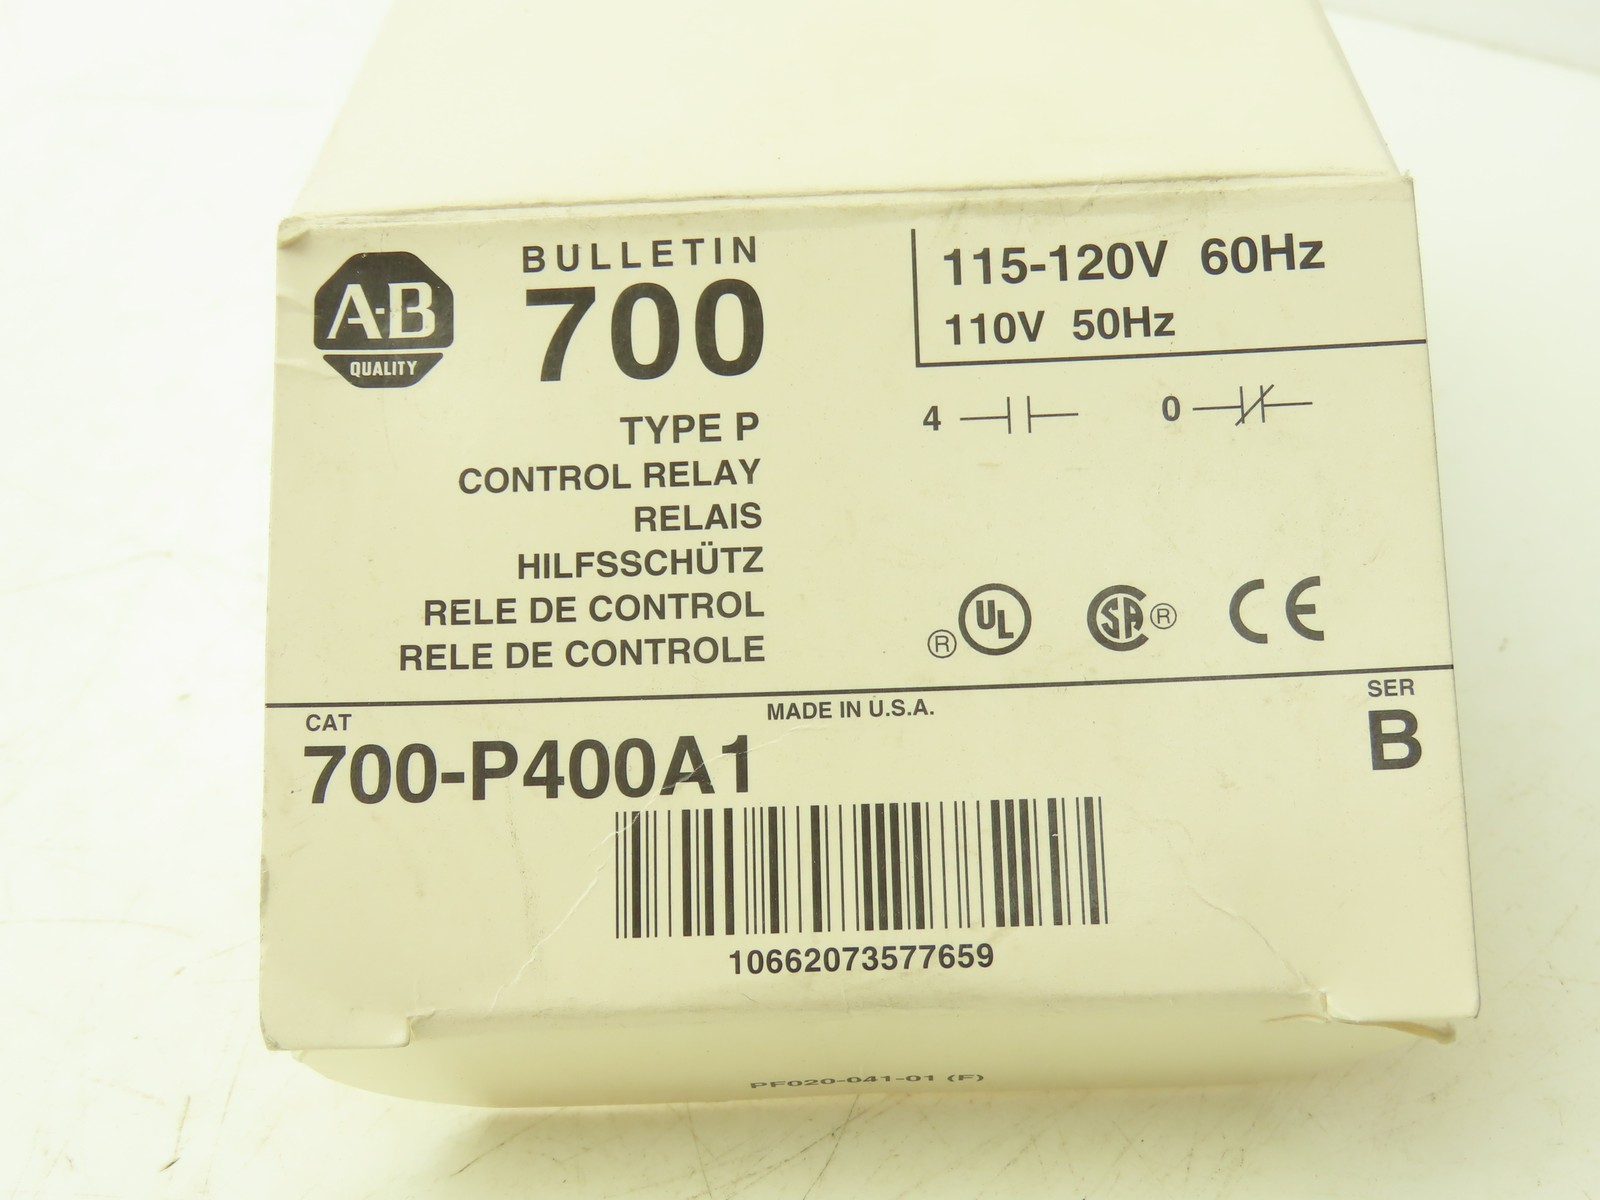 A-B
QUALITY
BULLETIN
700
TYPE P
CONTROL RELAY
RELAIS
HILFSSCHÜTZ
RELE DE CONTROL
RELE DE CONTROLE
115-120V 60Hz
110V 50Hz
4 0
® UL SA ® CE
CAT
700-P400A1
MADE IN U.S.A.
SER
B
10662073577659
PF020-041-01 (F)